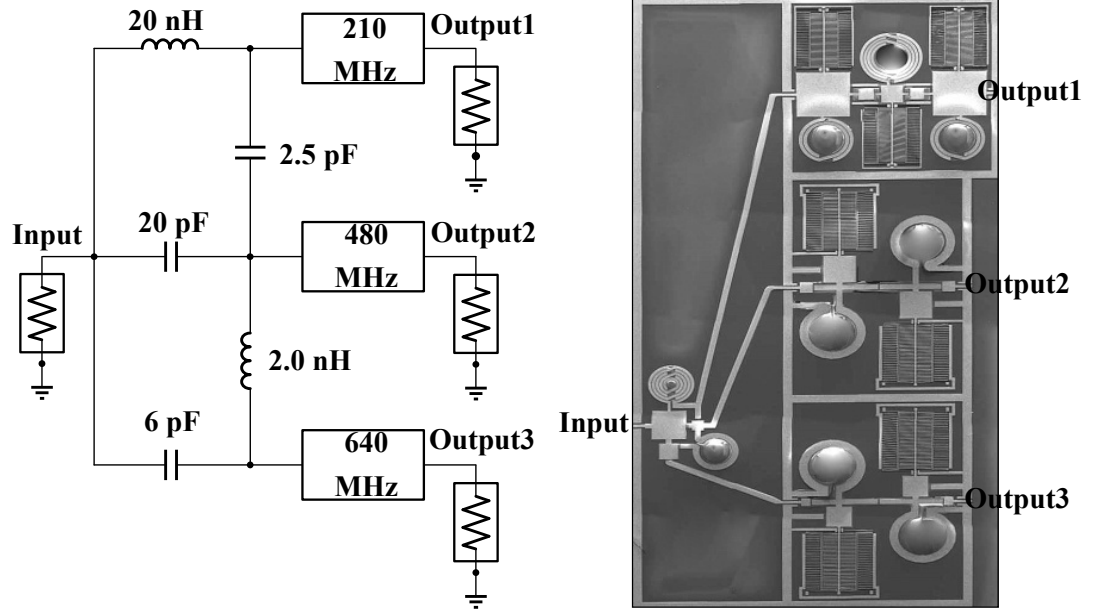 20 nH
210
MHz
Output1
2.5 pF
Input
20 pF
480
MHz
Output2
2.0 nH
6 pF
640
MHz
Output3
Output1
Output2
Input
Output3